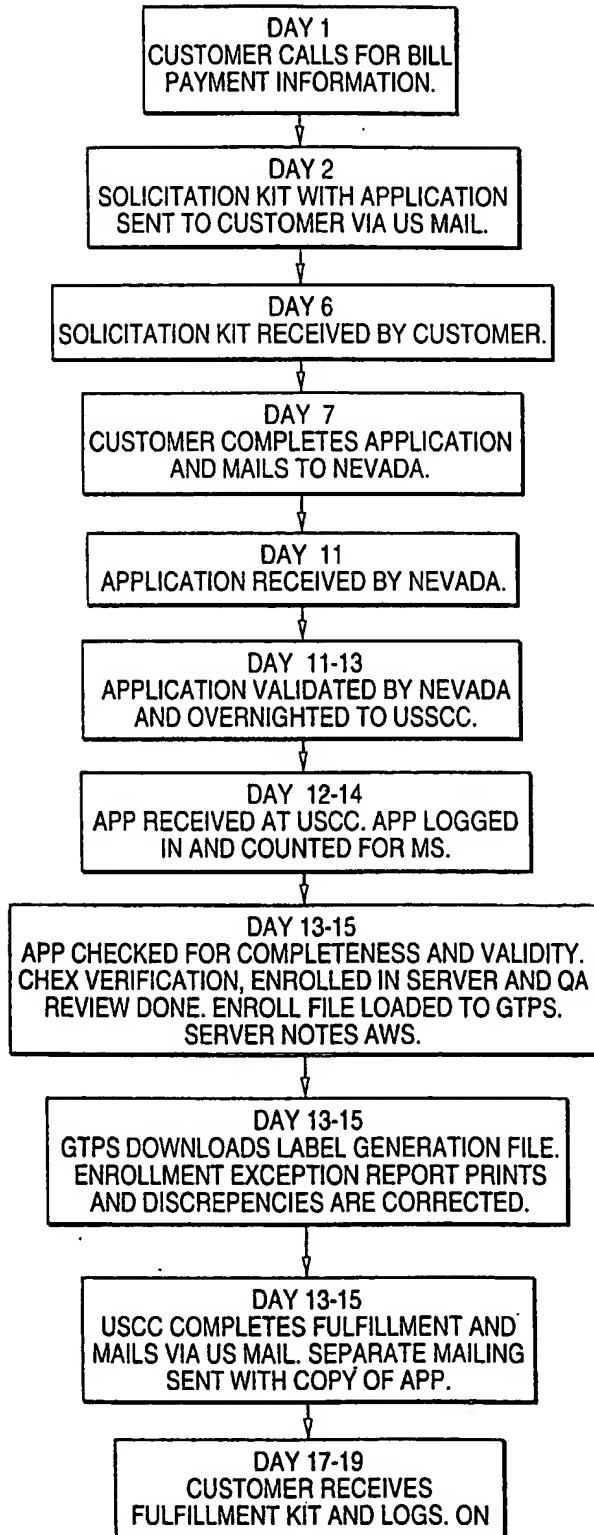 DAY 1
CUSTOMER CALLS FOR BILL
PAYMENT INFORMATION.
DAY 2
SOLICITATION KIT WITH APPLICATION
SENT TO CUSTOMER VIA US MAIL.
DAY 6
SOLICITATION KIT RECEIVED BY CUSTOMER.
DAY 7
CUSTOMER COMPLETES APPLICATION
AND MAILS TO NEVADA.
DAY 11
APPLICATION RECEIVED BY NEVADA.
DAY 11-13
APPLICATION VALIDATED BY NEVADA
AND OVERNIGHTED TO USSCC.
DAY 12-14
APP RECEIVED AT USCC. APP LOGGED
IN AND COUNTED FOR MS.
DAY 13-15
APP CHECKED FOR COMPLETENESS AND VALIDITY.
CHEX VERIFICATION, ENROLLED IN SERVER AND QA
REVIEW DONE. ENROLL FILE LOADED TO GTPS.
SERVER NOTES AWS.
DAY 13-15
GTPS DOWNLOADS LABEL GENERATION FILE.
ENROLLMENT EXCEPTION REPORT PRINTS
AND DISCREPENCIES ARE CORRECTED.
DAY 13-15
USCC COMPLETES FULFILLMENT AND
MAILS VIA US MAIL. SEPARATE MAILING
SENT WITH COPY OF APP.
DAY 17-19
CUSTOMER RECEIVES
FULFILLMENT KIT AND LOGS. ON